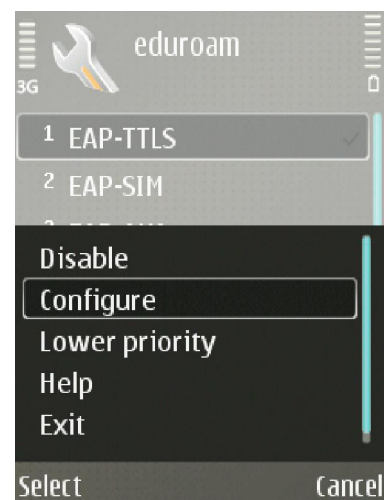 eduroam
3G
1 EAP-TTLS
2 EAP-SIM
Disable
Configure
Lower priority
Help
Exit
Select Cancel